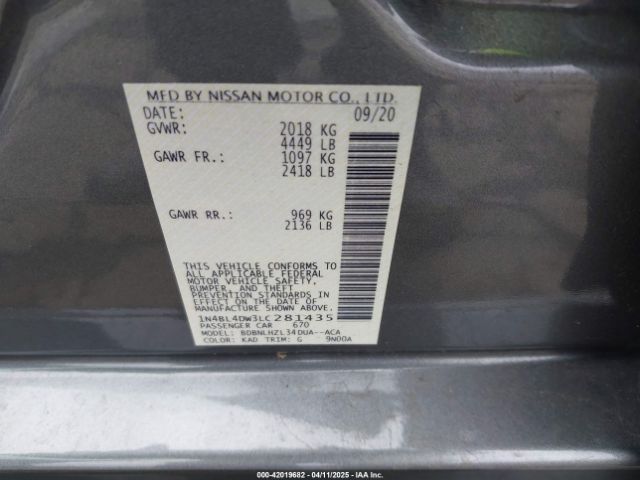 MFD BY NISSAN MOTOR CO., LTD.
DATE: 09/20
GVWR: 2018 KG
4449 LB
GAWR FR.: 1097 KG
2418 LB
GAWR RR.: 969 KG
2136 LB
THIS VEHICLE CONFORMS TO
ALL APPLICABLE FEDERAL
MOTOR VEHICLE SAFETY,
BUMPER, AND THEFT
PREVENTION STANDARDS IN
EFFECT ON THE DATE OF
MANUFACTURE SHOWN ABOVE.
1N4BL4DW3LC281435
PASSENGER CAR 670
MODEL: BDBNLHZL34DUA--ACA
COLOR: KAD TRIM: G 9N00A
000-42019682 - 04/11/2025 - IAA Inc.